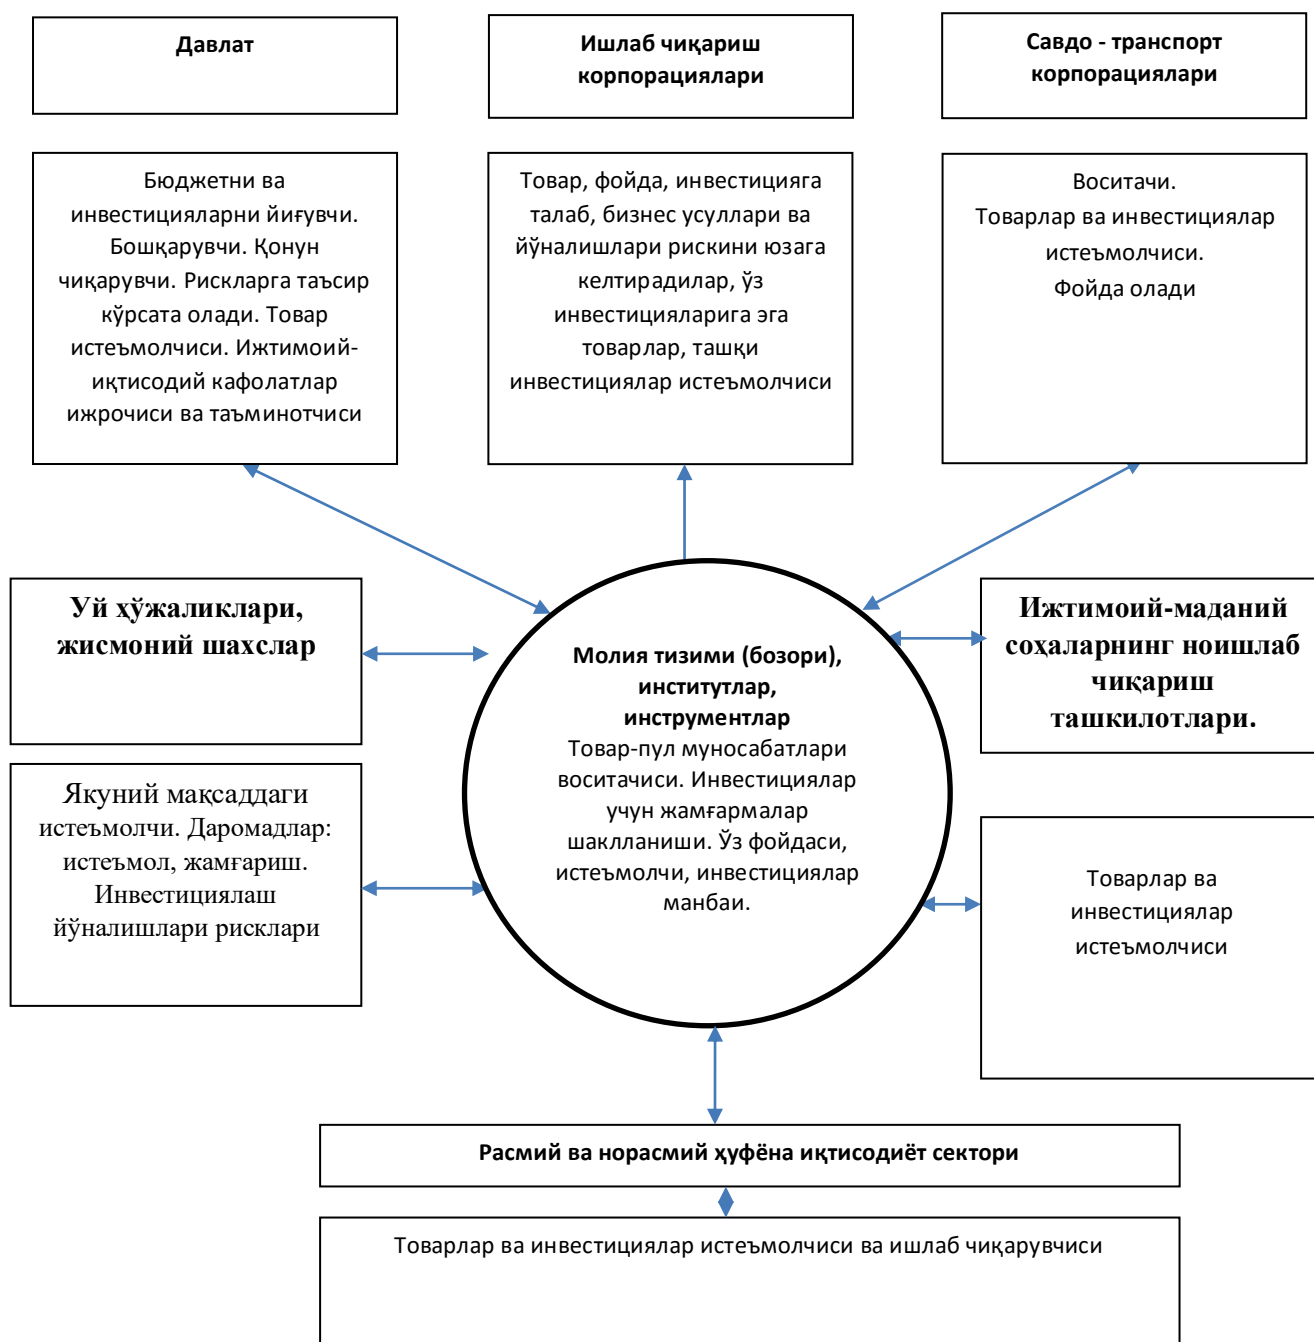 Давлат
Ишлаб чиқариш
корпорациялари
Савдо - транспорт
корпорациялари
Бюджетни ва
инвестицияларни йиғувчи.
Бошқарувчи. Қонун
чиқарувчи. Рискларга таъсир
кўрсата олади. Товар
истеъмолчиси. Ижтимоий-
иқтисодий кафолатлар
ижрочиси ва таъминотчиси
Товар, фойда, инвестицияга
талаб, бизнес усуллари ва
йўналишлари рискини юзага
келтирадилар, ўз
инвестицияларига эга
товарлар, ташқи
инвестициялар истеъмолчиси
Воситачи.
Товарлар ва инвестициялар
истеъмолчиси.
Фойда олади
Уй ҳўжаликлари,
жисмоний шахслар
Молия тизими (бозори),
институтлар,
инструментлар
Товар-пул муносабатлари
воситачиси. Инвестициялар
учун жамғармалар
шаклланиши. Ўз фойдаси,
истеъмолчи, инвестициялар
манбаи.
Ижтимоий-маданий
соҳаларнинг ноишлаб
чиқариш
ташкилотлари.
Якуний мақсаддаги
истеъмолчи. Даромадлар:
истеъмол, жамғариш.
Инвестициялаш
йўналишлари рисклари
Товарлар ва
инвестициялар
истеъмолчиси
Расмий ва норасмий ҳуфёна иқтисодиёт сектори
Товарлар ва инвестициялар истеъмолчиси ва ишлаб чиқарувчиси